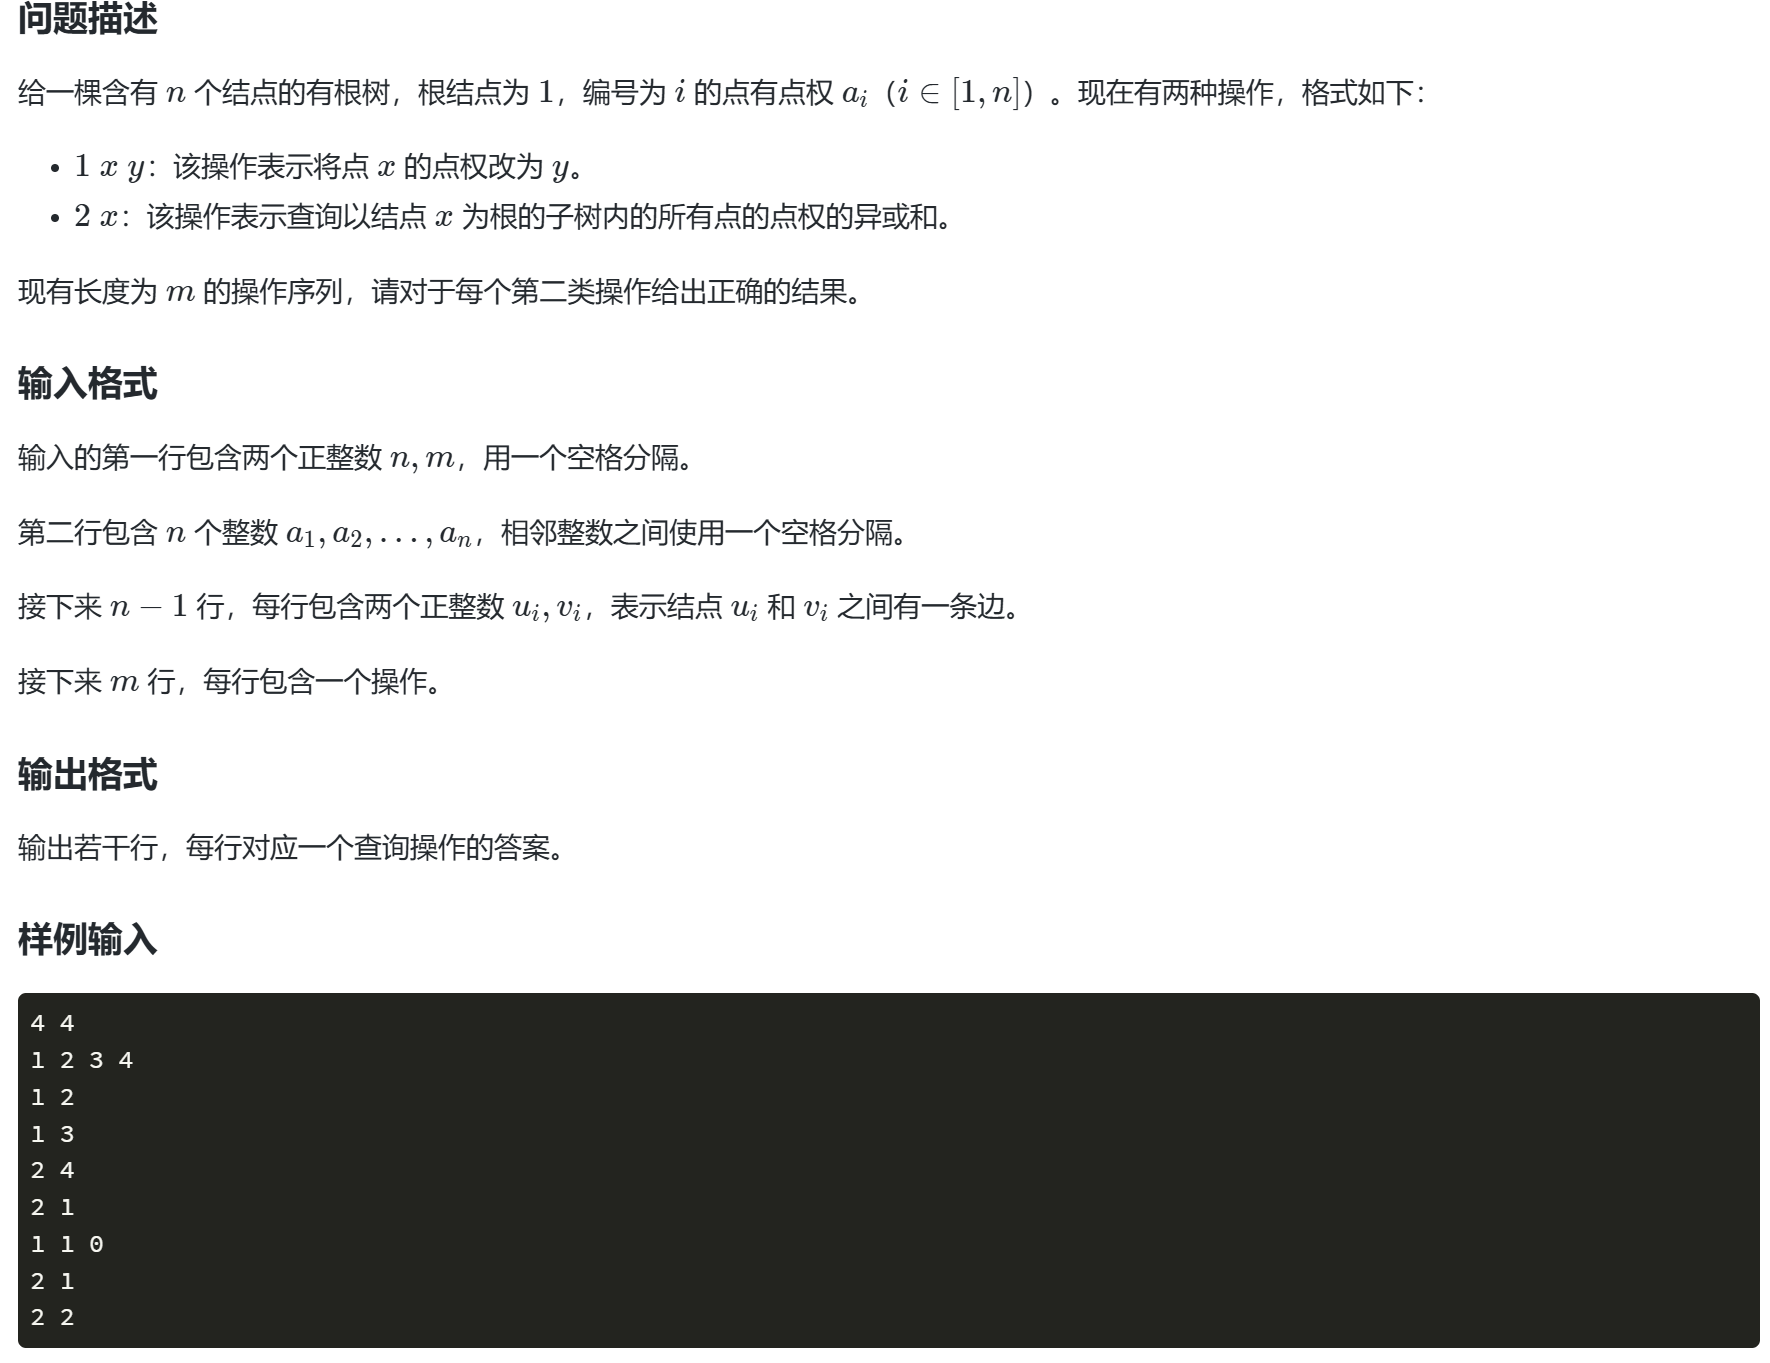 问题描述
给一棵含有 n 个结点的有根树，根结点为 1，编号为 i 的点有点权 a_i（i ∈ [1, n]）。现在有两种操作，格式如下：
• 1 x y：该操作表示将点 x 的点权改为 y。
• 2 x：该操作表示查询以结点 x 为根的子树内的所有点的点权的异或和。
现有长度为 m 的操作序列，请对于每个第二类操作给出正确的结果。
输入格式
输入的第一行包含两个正整数 n, m，用一个空格分隔。
第二行包含 n 个整数 a_1, a_2, …, a_n，相邻整数之间使用一个空格分隔。
接下来 n − 1 行，每行包含两个正整数 u_i, v_i，表示结点 u_i 和 v_i 之间有一条边。
接下来 m 行，每行包含一个操作。
输出格式
输出若干行，每行对应一个查询操作的答案。
样例输入
4 4
1 2 3 4
1 2
1 3
2 4
2 1
1 1 0
2 1
2 2